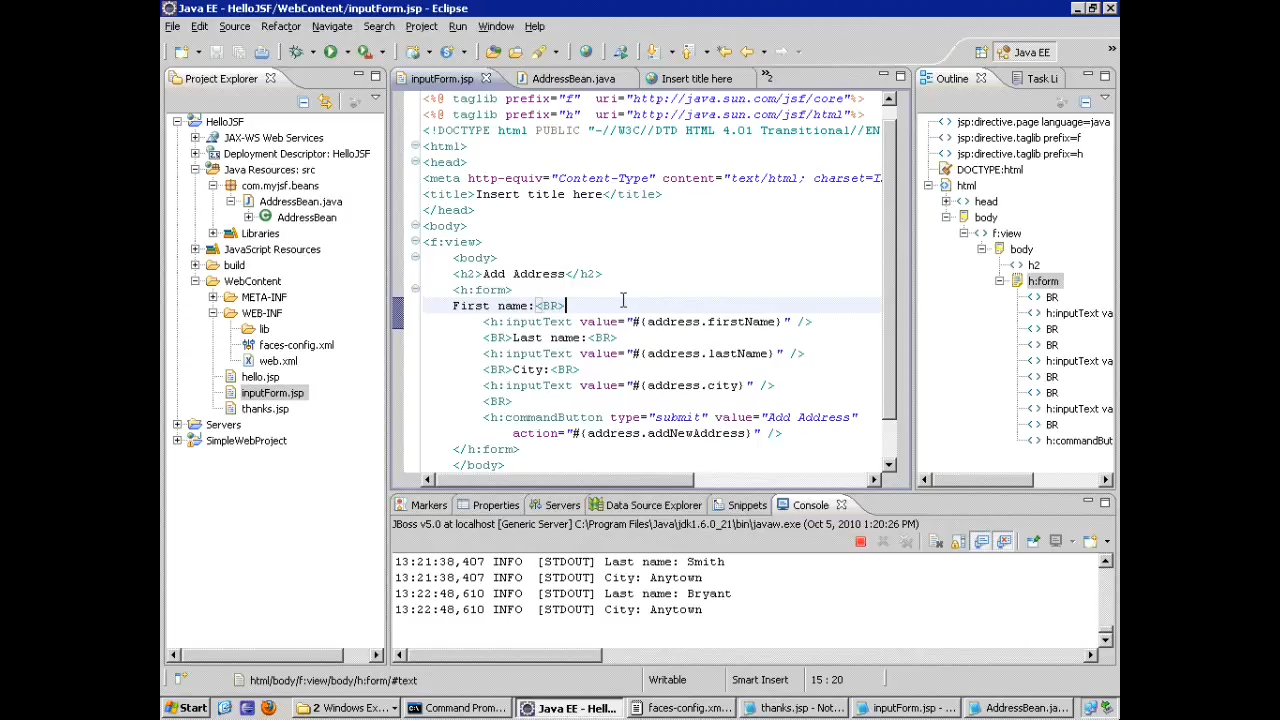 Java EE - HelloJSF/WebContent/inputForm.jsp - Eclipse
File Edit Source Refactor Navigate Search Project Run Window Help
Java EE
Project Explorer
inputForm.jsp AddressBean.java Insert title here 2
Outline Task Li
HelloJSF
JAX-WS Web Services
Deployment Descriptor: HelloJSF
Java Resources: src
com.myjsf.beans
AddressBean.java
AddressBean
Libraries
JavaScript Resources
build
WebContent
META-INF
WEB-INF
lib
faces-config.xml
web.xml
hello.jsp
inputForm.jsp
thanks.jsp
Servers
SimpleWebProject
<%@ taglib prefix="f" uri="http://java.sun.com/jsf/core"%>
<%@ taglib prefix="h" uri="http://java.sun.com/jsf/html"%>
<!DOCTYPE html PUBLIC "-//W3C//DTD HTML 4.01 Transitional//EN
<html>
<head>
<meta http-equiv="Content-Type" content="text/html; charset=I
<title>Insert title here</title>
</head>
<body>
<f:view>
<body>
<h2>Add Address</h2>
<h:form>
First name:<BR>
<h:inputText value="#{address.firstName}" />
<BR>Last name:<BR>
<h:inputText value="#{address.lastName}" />
<BR>City:<BR>
<h:inputText value="#{address.city}" />
<BR>
<h:commandButton type="submit" value="Add Address"
action="#{address.addNewAddress}" />
</h:form>
</body>
jsp:directive.page language=java
jsp:directive.taglib prefix=f
jsp:directive.taglib prefix=h
DOCTYPE:html
html
head
body
f:view
body
h2
h:form
BR
h:inputText va
BR
BR
h:inputText va
BR
BR
h:inputText va
BR
h:commandBut
Markers Properties Servers Data Source Explorer Snippets Console
JBoss v5.0 at localhost [Generic Server] C:\Program Files\Java\jdk1.6.0_21\bin\javaw.exe (Oct 5, 2010 1:20:26 PM)
13:21:38,407 INFO [STDOUT] Last name: Smith
13:21:38,407 INFO [STDOUT] City: Anytown
13:22:48,610 INFO [STDOUT] Last name: Bryant
13:22:48,610 INFO [STDOUT] City: Anytown
html/body/f:view/body/h:form/#text Writable Smart Insert 15 : 20
Start 2 Windows Ex... Command Prom... Java EE - Hell... faces-config.xm... thanks.jsp - Not... inputForm.jsp - ... AddressBean.ja...